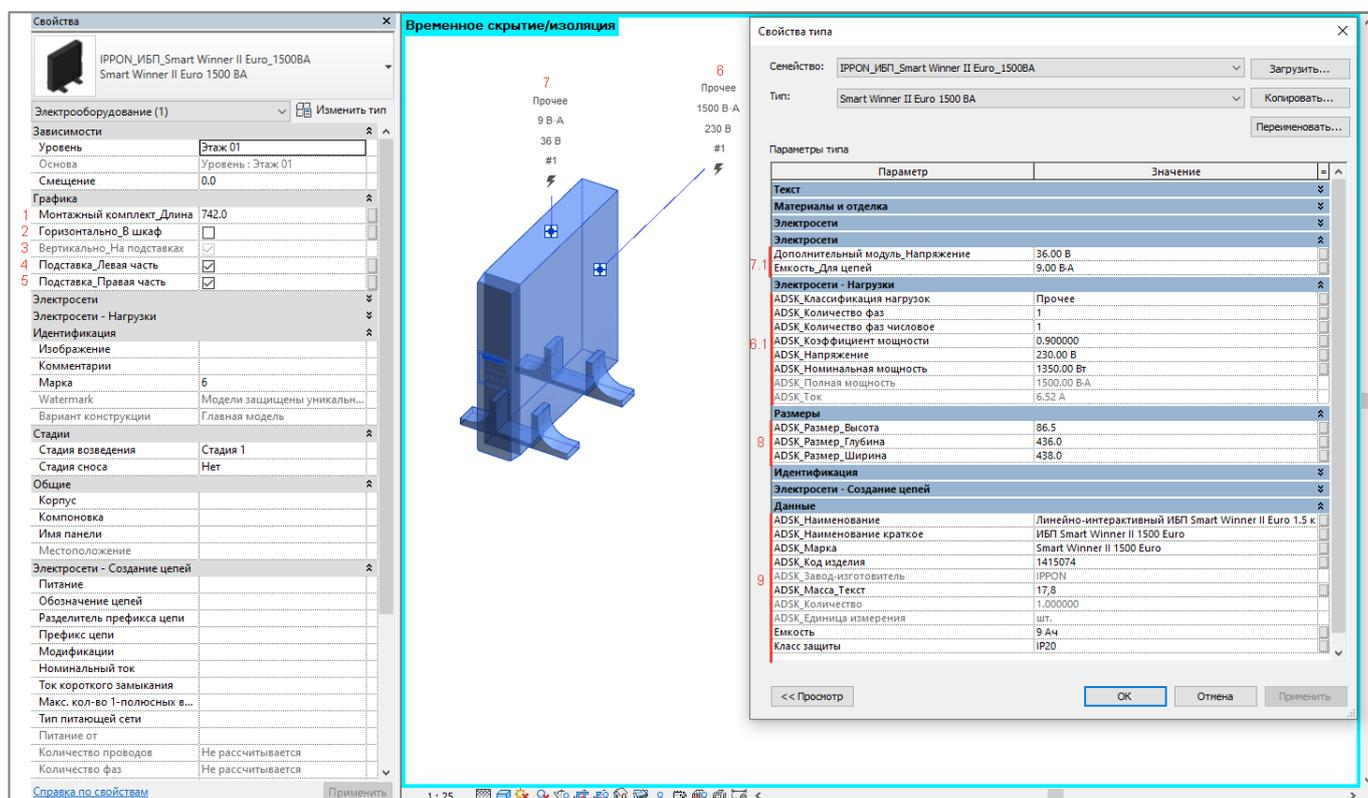 Свойства
IPPON_ИБП_Smart Winner II Euro_1500ВА
Smart Winner II Euro 1500 ВА
Электрооборудование (1)
Изменить тип
Зависимости
Уровень Этаж 01
Основа Уровень : Этаж 01
Смещение 0.0
Графика
1 Монтажный комплект_Длина 742.0
2 Горизонтально_В шкаф
3 Вертикально_На подставках
4 Подставка_Левая часть
5 Подставка_Правая часть
Электросети
Электросети - Нагрузки
Идентификация
Изображение
Комментарии
Марка 6
Watermark Модели защищены уникальн...
Вариант конструкции Главная модель
Стадии
Стадия возведения Стадия 1
Стадия сноса Нет
Общие
Корпус
Компоновка
Имя панели
Местоположение
Электросети - Создание цепей
Питание
Обозначение цепей
Разделитель префикса цепи
Префикс цепи
Модификации
Номинальный ток
Ток короткого замыкания
Макс. кол-во 1-полюсных в...
Тип питающей сети
Питание от
Количество проводов Не рассчитывается
Количество фаз Не рассчитывается
Справка по свойствам
Применить
Временное скрытие/изоляция
7
Прочее
9 В·А
36 В
#1
6
Прочее
1500 В·А
230 В
#1
1 : 25
Свойства типа
Семейство: IPPON_ИБП_Smart Winner II Euro_1500ВА
Загрузить...
Тип: Smart Winner II Euro 1500 ВА
Копировать...
Переименовать...
Параметры типа
Параметр Значение =
Текст
Материалы и отделка
Электросети
Электросети
7.1
Дополнительный модуль_Напряжение 36.00 В
Емкость_Для цепей 9.00 В·А
Электросети - Нагрузки
6.1
ADSK_Классификация нагрузок Прочее
ADSK_Количество фаз 1
ADSK_Количество фаз числовое 1
ADSK_Коэффициент мощности 0.900000
ADSK_Напряжение 230.00 В
ADSK_Номинальная мощность 1350.00 Вт
ADSK_Полная мощность 1500.00 В·А
ADSK_Ток 6.52 А
Размеры
8
ADSK_Размер_Высота 86.5
ADSK_Размер_Глубина 436.0
ADSK_Размер_Ширина 438.0
Идентификация
Электросети - Создание цепей
Данные
9
ADSK_Наименование Линейно-интерактивный ИБП Smart Winner II Euro 1.5 к
ADSK_Наименование краткое ИБП Smart Winner II 1500 Euro
ADSK_Марка Smart Winner II 1500 Euro
ADSK_Код изделия 1415074
ADSK_Завод-изготовитель IPPON
ADSK_Масса_Текст 17,8
ADSK_Количество 1.000000
ADSK_Единица измерения шт.
Емкость 9 Ач
Класс защиты IP20
<< Просмотр
ОК
Отмена
Применить